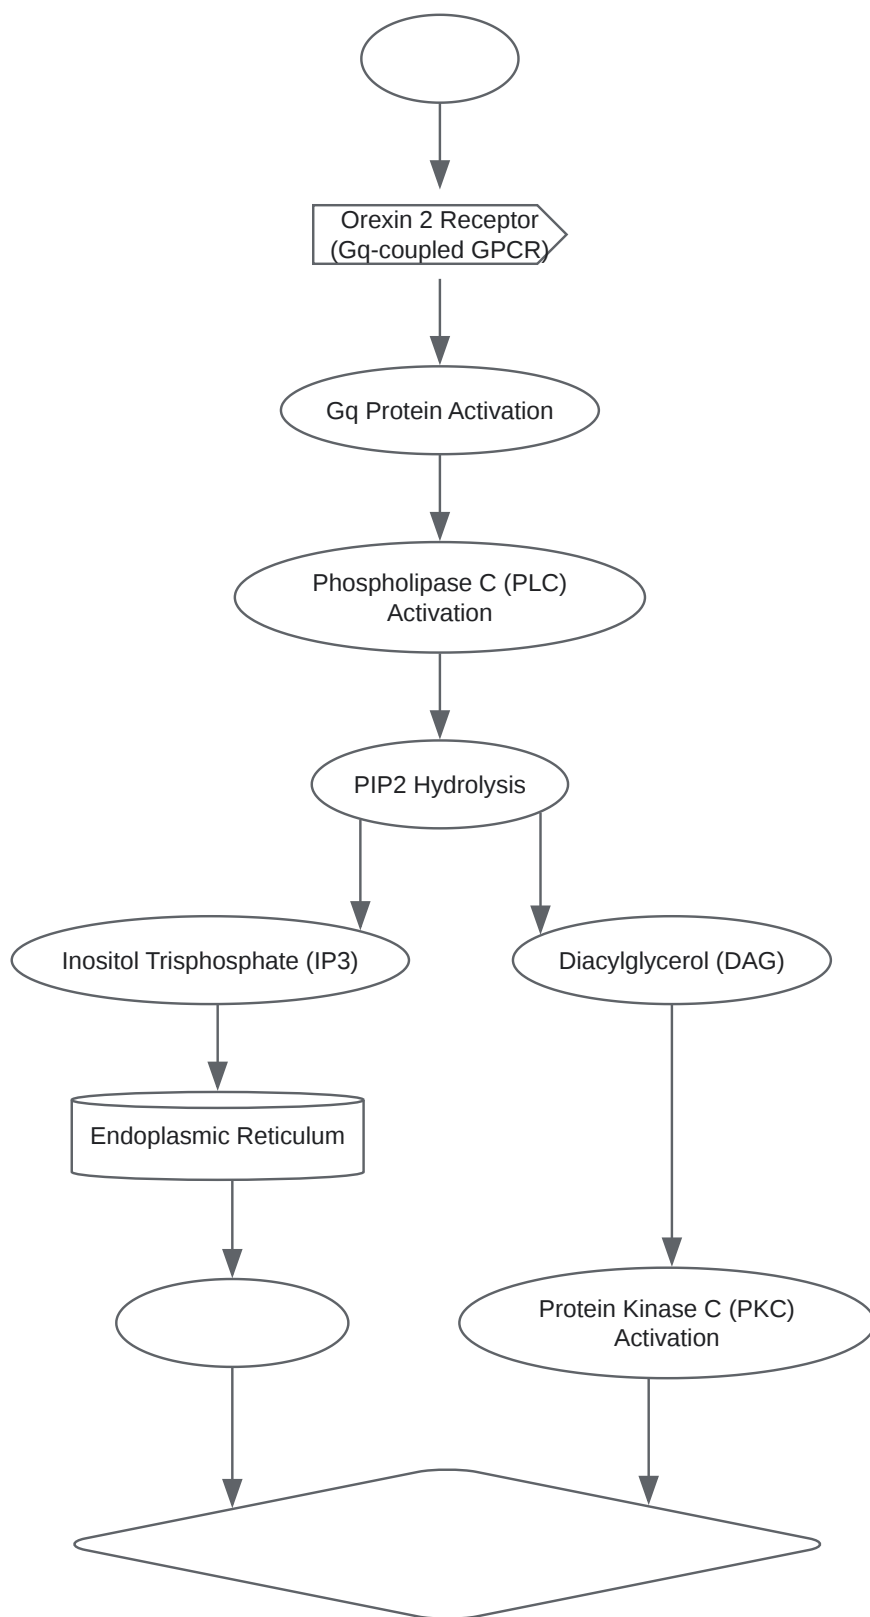 Orexin 2 Receptor
(Gq-coupled GPCR)
Gq Protein Activation
Phospholipase C (PLC)
Activation
PIP2 Hydrolysis
Inositol Trisphosphate (IP3)
Diacylglycerol (DAG)
Endoplasmic Reticulum
Protein Kinase C (PKC)
Activation